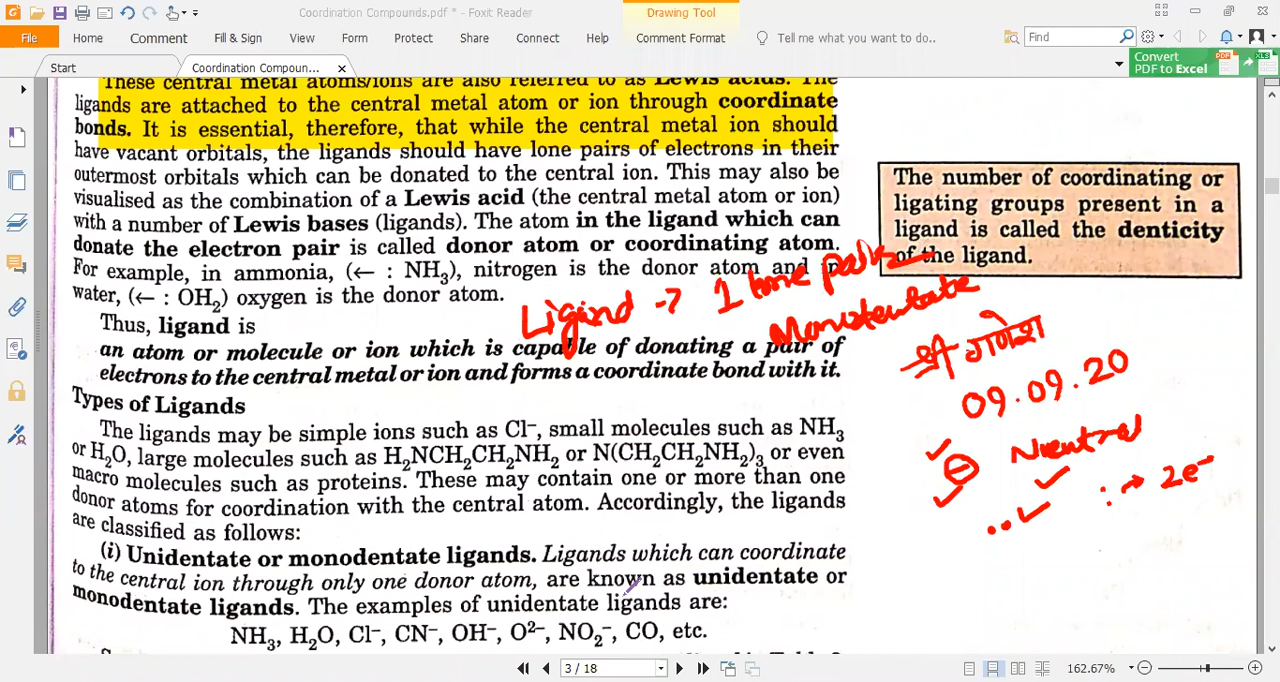 Coordination Compounds.pdf * - Foxit Reader
Drawing Tool
File Home Comment Fill & Sign View Form Protect Share Connect Help Comment Format Tell me what you want to do.. Find
Start Coordination Compoun... Convert PDF to Excel
These central metal atoms/ions are also referred to as Lewis acids. The
ligands are attached to the central metal atom or ion through coordinate
bonds. It is essential, therefore, that while the central metal ion should
have vacant orbitals, the ligands should have lone pairs of electrons in their
outermost orbitals which can be donated to the central ion. This may also be
visualised as the combination of a Lewis acid (the central metal atom or ion)
with a number of Lewis bases (ligands). The atom in the ligand which can
donate the electron pair is called donor atom or coordinating atom.
For example, in ammonia, (← : NH₃), nitrogen is the donor atom and in
water, (← : OH₂) oxygen is the donor atom.
Thus, ligand is
an atom or molecule or ion which is capable of donating a pair of
electrons to the central metal or ion and forms a coordinate bond with it.
Types of Ligands
The ligands may be simple ions such as Cl⁻, small molecules such as NH₃
or H₂O, large molecules such as H₂NCH₂CH₂NH₂ or N(CH₂CH₂NH₂)₃ or even
macro molecules such as proteins. These may contain one or more than one
donor atoms for coordination with the central atom. Accordingly, the ligands
are classified as follows:
(i) Unidentate or monodentate ligands. Ligands which can coordinate
to the central ion through only one donor atom, are known as unidentate or
monodentate ligands. The examples of unidentate ligands are:
NH₃, H₂O, Cl⁻, CN⁻, OH⁻, O²⁻, NO₂⁻, CO, etc.
The number of coordinating or
ligating groups present in a
ligand is called the denticity
of the ligand.
Ligand → 1 lone pair
Monodentate
श्री गणेश
09.09.20
Neutral
: → 2e⁻
3 / 18 162.67%